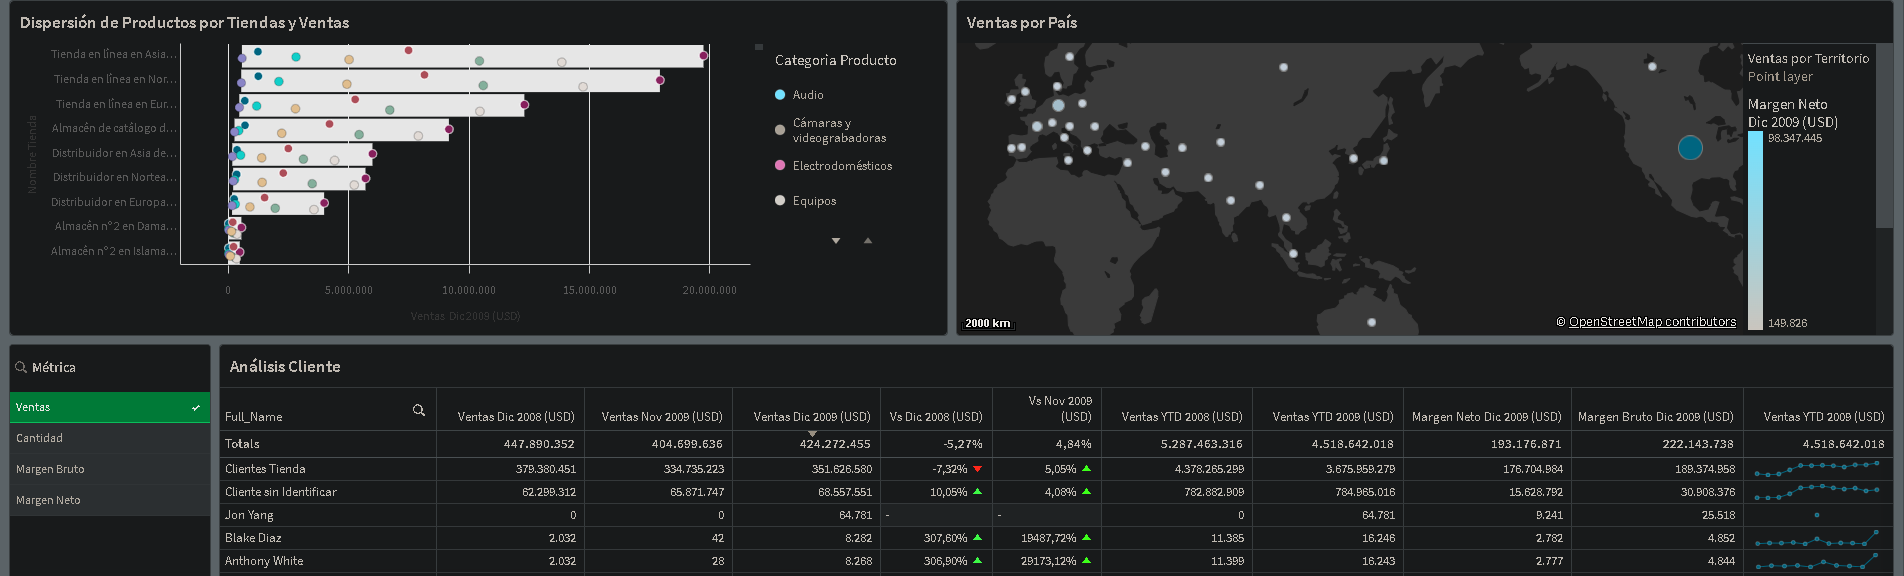 Dispersión de Productos por Tiendas y Ventas
Nombre Tienda
Tienda en línea en Asia...
Tienda en línea en Nor...
Tienda en línea en Eur...
Almacén de catálogo d...
Distribuidor en Asia de...
Distribuidor en Nortea...
Distribuidor en Europa...
Almacén nº2 en Dama...
Almacén nº2 en Islama...
0 5.000.000 10.000.000 15.000.000 20.000.000
Ventas Dic2009 (USD)
Categoria Producto
Audio
Cámaras y
videograbadoras
Electrodomésticos
Equipos
Ventas por País
2000 km
© OpenStreetMap contributors
Ventas por Territorio
Point layer
Margen Neto
Dic 2009 (USD)
98.347.445
149.826
Métrica
Ventas
Cantidad
Margen Bruto
Margen Neto
Análisis Cliente
Full_Name Ventas Dic 2008 (USD) Ventas Nov 2009 (USD) Ventas Dic 2009 (USD) Vs Dic 2008 (USD) Vs Nov 2009 (USD) Ventas YTD 2008 (USD) Ventas YTD 2009 (USD) Margen Neto Dic 2009 (USD) Margen Bruto Dic 2009 (USD) Ventas YTD 2009 (USD)
Totals 447.890.352 404.699.636 424.272.455 -5,27% 4,84% 5.287.463.316 4.518.642.018 193.176.871 222.143.738 4.518.642.018
Clientes Tienda 379.380.451 334.735.223 351.626.580 -7,32% 5,05% 4.378.265.299 3.675.959.279 176.704.984 189.374.958
Cliente sin Identificar 62.299.312 65.871.747 68.557.551 10,05% 4,08% 782.882.909 784.965.016 15.628.792 30.908.376
Jon Yang 0 0 64.781 - - 0 64.781 9.241 25.518
Blake Diaz 2.032 42 8.282 307,60% 19487,72% 11.385 16.246 2.782 4.852
Anthony White 2.032 28 8.268 306,90% 29173,12% 11.399 16.243 2.777 4.844